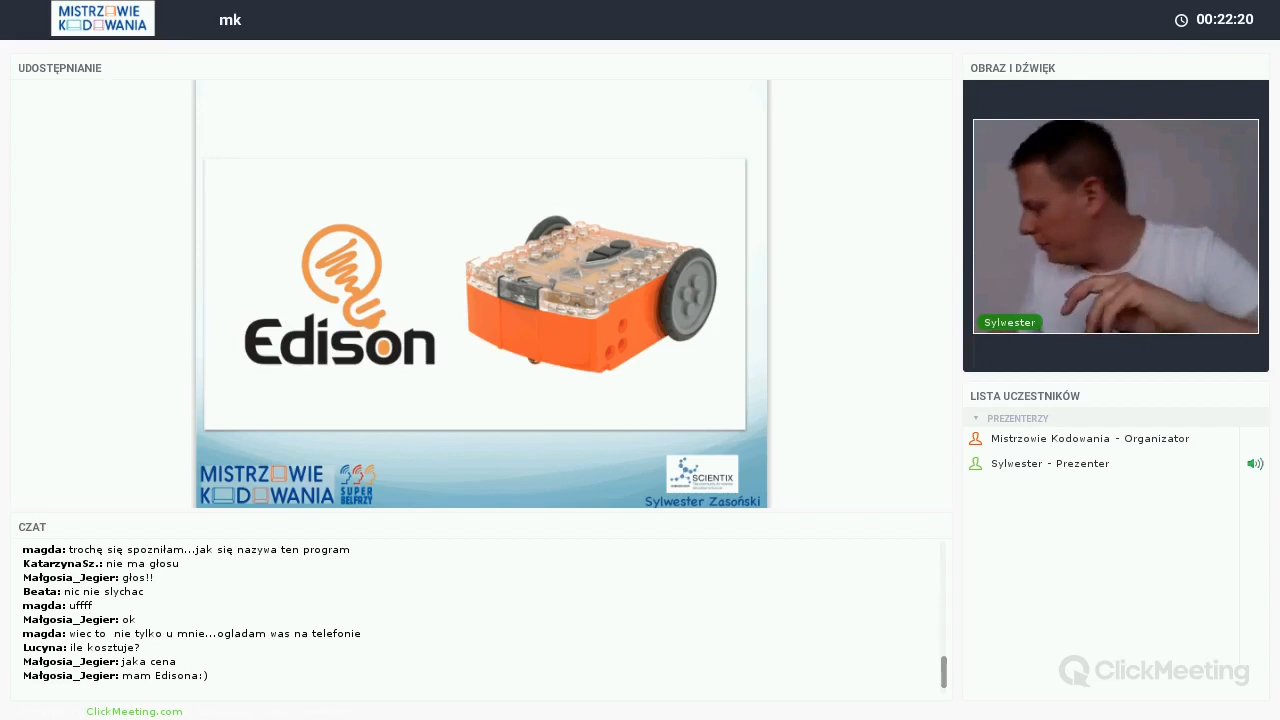 MISTRZOWIE
KODOWANIA
mk
00:22:20
UDOSTĘPNIANIE
Edison
MISTRZOWIE
KODOWANIA
SUPER
BELFRZY
SCIENTIX
Sylwester Zasoński
OBRAZ I DŹWIĘK
Sylwester
LISTA UCZESTNIKÓW
PREZENTERZY
Mistrzowie Kodowania - Organizator
Sylwester - Prezenter
ClickMeeting
CZAT
magda: trochę się spozniłam...jak się nazywa ten program
KatarzynaSz.: nie ma głosu
Małgosia_Jegier: głos!!
Beata: nic nie slychac
magda: uffff
Małgosia_Jegier: ok
magda: wiec to  nie tylko u mnie...ogladam was na telefonie
Lucyna: ile kosztuje?
Małgosia_Jegier: jaka cena
Małgosia_Jegier: mam Edisona:)
ClickMeeting.com